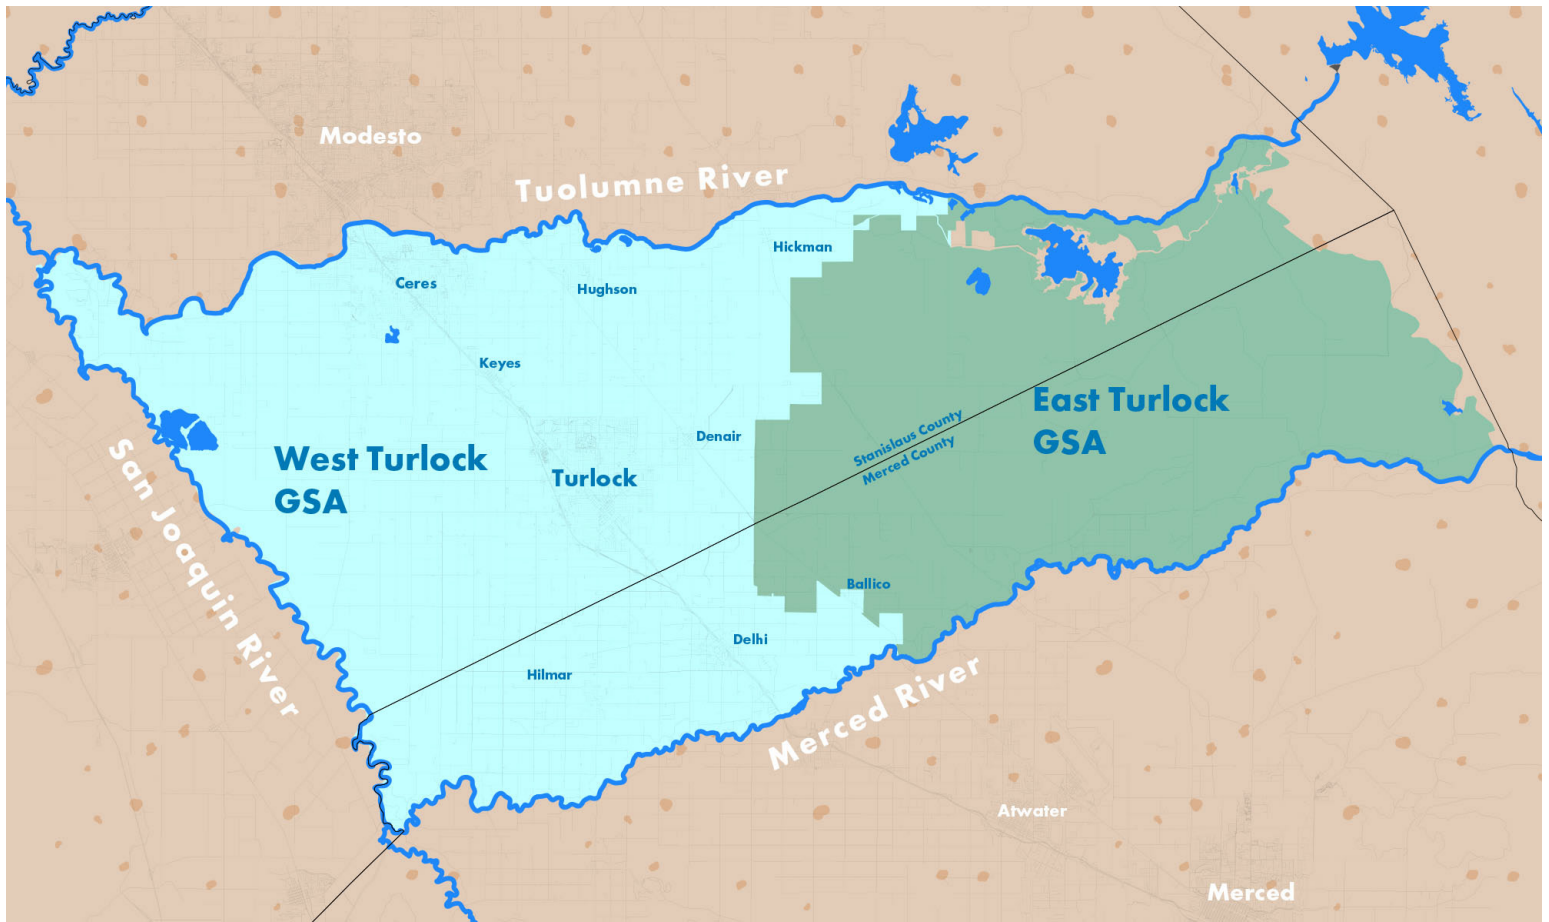 Modesto
Tuolumne River
Hickman
Ceres
Hughson
Keyes
East Turlock
GSA
Denair
Stanislaus County
Merced County
West Turlock
GSA
Turlock
San Joaquin River
Ballico
Delhi
Hilmar
Merced River
Atwater
Merced